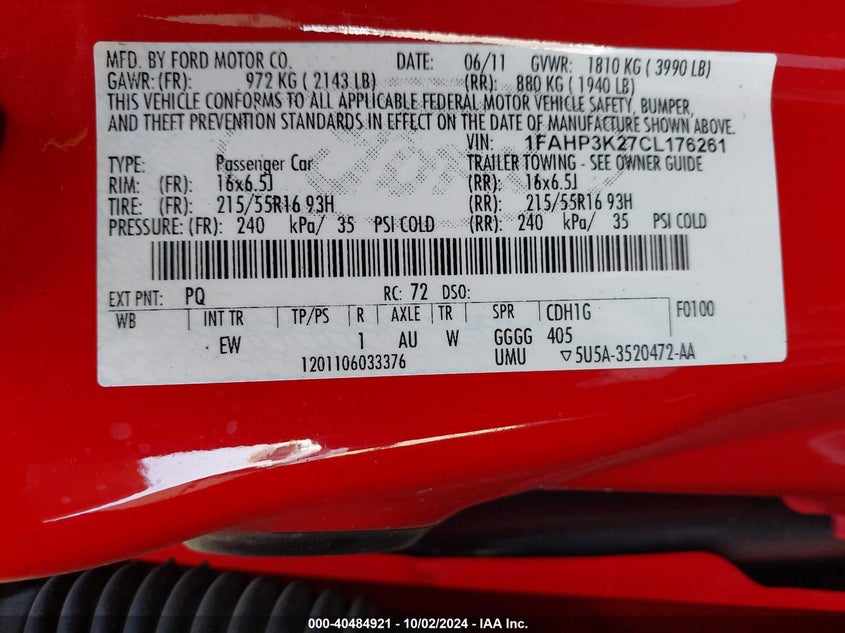 MFD. BY FORD MOTOR CO. DATE: 06/11 GVWR: 1810 KG ( 3990 LB)
GAWR: (FR): 972 KG ( 2143 LB) (RR): 880 KG ( 1940 LB)
THIS VEHICLE CONFORMS TO ALL APPLICABLE FEDERAL MOTOR VEHICLE SAFETY, BUMPER,
AND THEFT PREVENTION STANDARDS IN EFFECT ON THE DATE OF MANUFACTURE SHOWN ABOVE.
VIN: 1FAHP3K27CL176261
TYPE: Passenger Car TRAILER TOWING - SEE OWNER GUIDE
RIM: (FR): 16x6.5J (RR): 16x6.5J
TIRE: (FR): 215/55R16 93H (RR): 215/55R16 93H
PRESSURE: (FR): 240 kPa/ 35 PSI COLD (RR): 240 kPa/ 35 PSI COLD
EXT PNT: PQ RC: 72 DSO:
WB INT TR TP/PS R AXLE TR SPR CDH1G F0100
EW 1 AU W GGGG 405
1201106033376 UMU ▽5U5A-3520472-AA
000-40484921 - 10/02/2024 - IAA Inc.